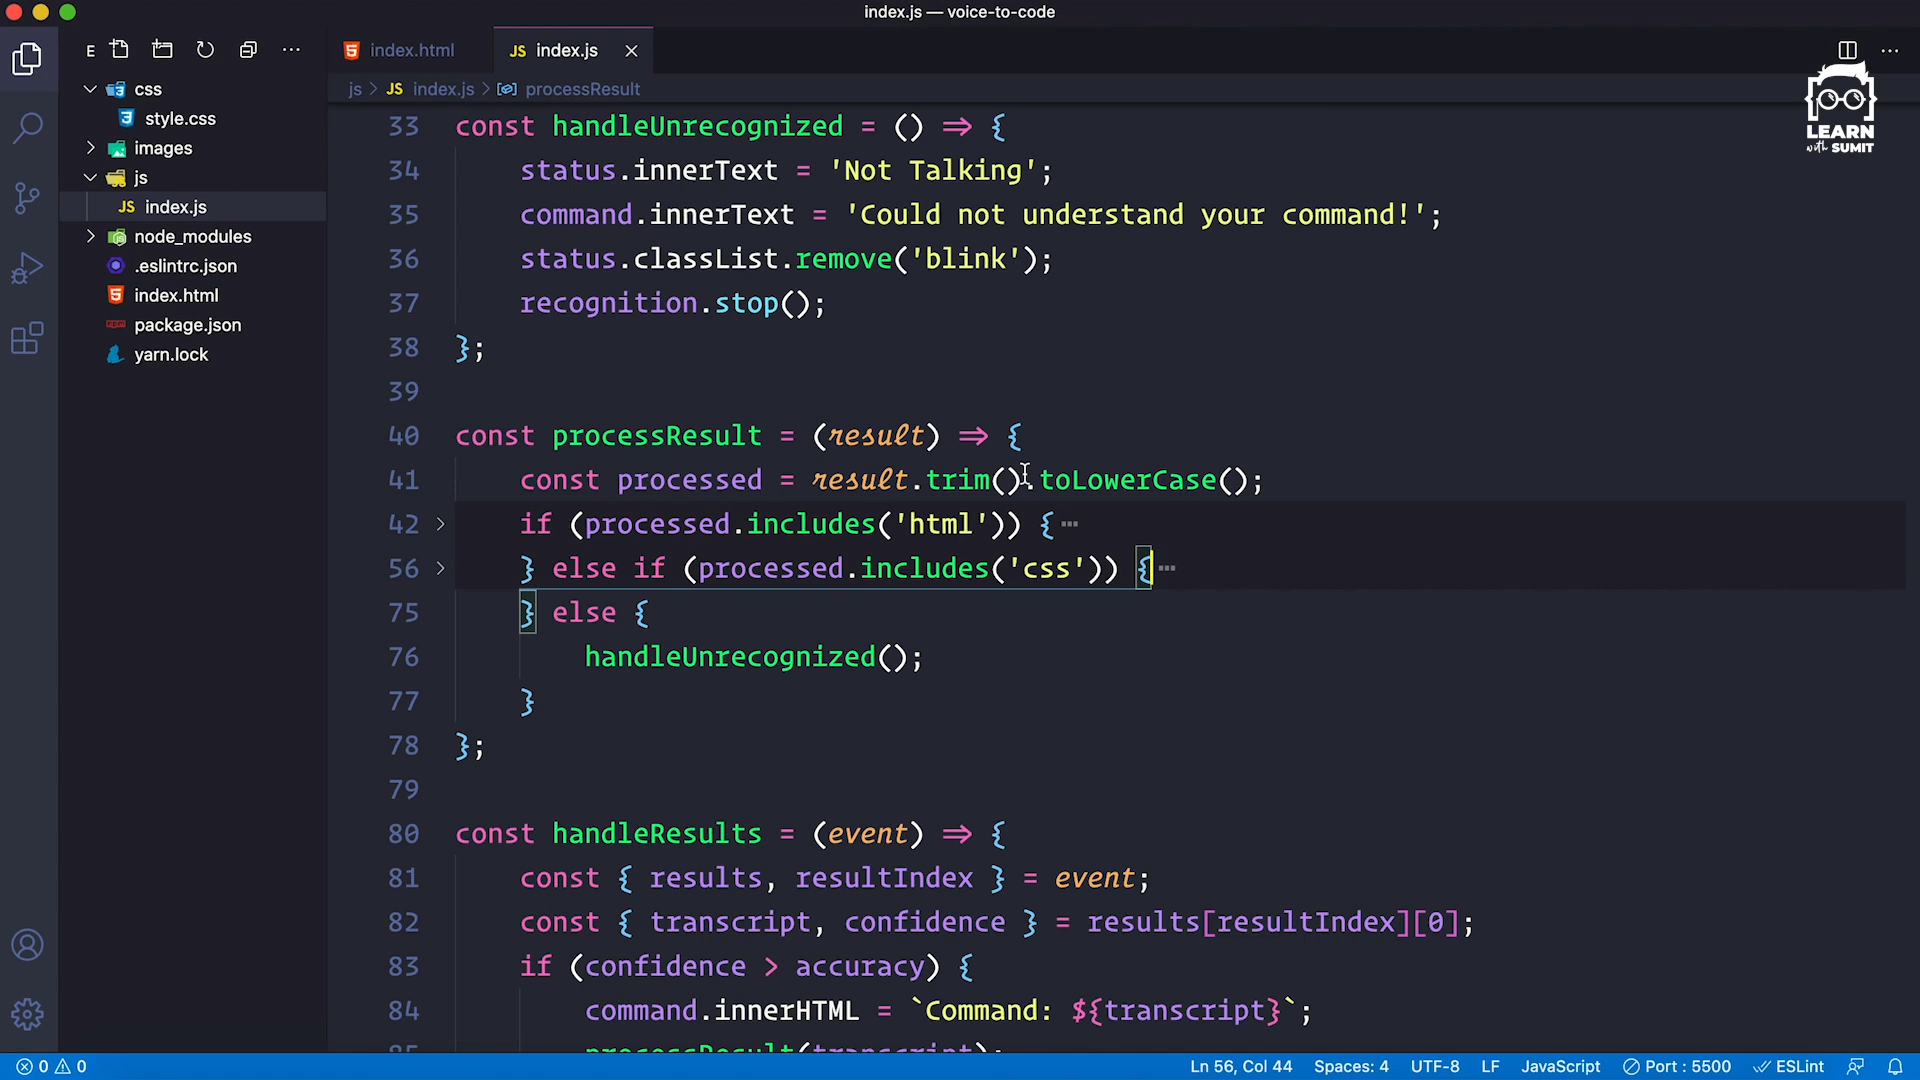 index.js — voice-to-code
E
index.html
JS index.js
js > JS index.js > processResult
css
style.css
images
js
JS index.js
node_modules
.eslintrc.json
index.html
package.json
yarn.lock
LEARN
with SUMIT
33 const handleUnrecognized = () => {
34 status.innerText = 'Not Talking';
35 command.innerText = 'Could not understand your command!';
36 status.classList.remove('blink');
37 recognition.stop();
38 };
39
40 const processResult = (result) => {
41 const processed = result.trim().toLowerCase();
42 if (processed.includes('html')) {⋯
56 } else if (processed.includes('css')) {⋯
75 } else {
76 handleUnrecognized();
77 }
78 };
79
80 const handleResults = (event) => {
81 const { results, resultIndex } = event;
82 const { transcript, confidence } = results[resultIndex][0];
83 if (confidence > accuracy) {
84 command.innerHTML = `Command: ${transcript}`;
85 processResult(transcript);
0 0
Ln 56, Col 44
Spaces: 4
UTF-8
LF
JavaScript
Port : 5500
ESLint